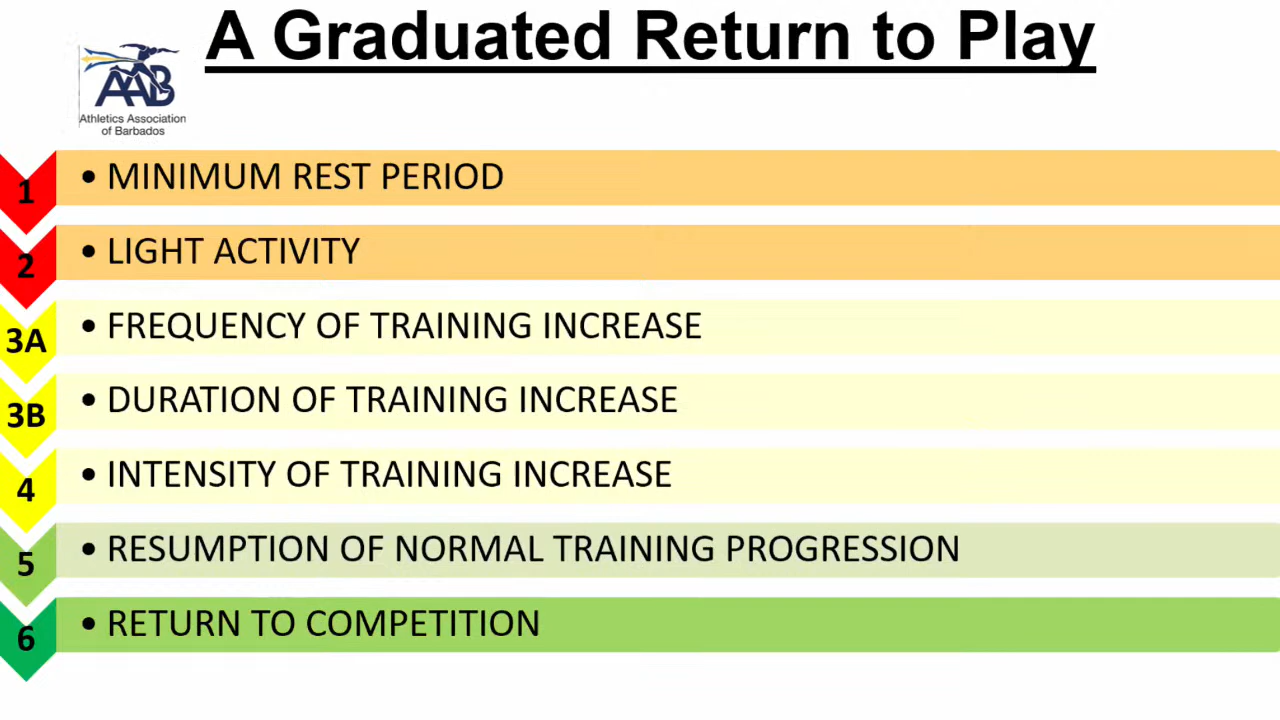 A Graduated Return to Play
AAB
Athletics Association
of Barbados
1 • MINIMUM REST PERIOD
2 • LIGHT ACTIVITY
3A • FREQUENCY OF TRAINING INCREASE
3B • DURATION OF TRAINING INCREASE
4 • INTENSITY OF TRAINING INCREASE
5 • RESUMPTION OF NORMAL TRAINING PROGRESSION
6 • RETURN TO COMPETITION